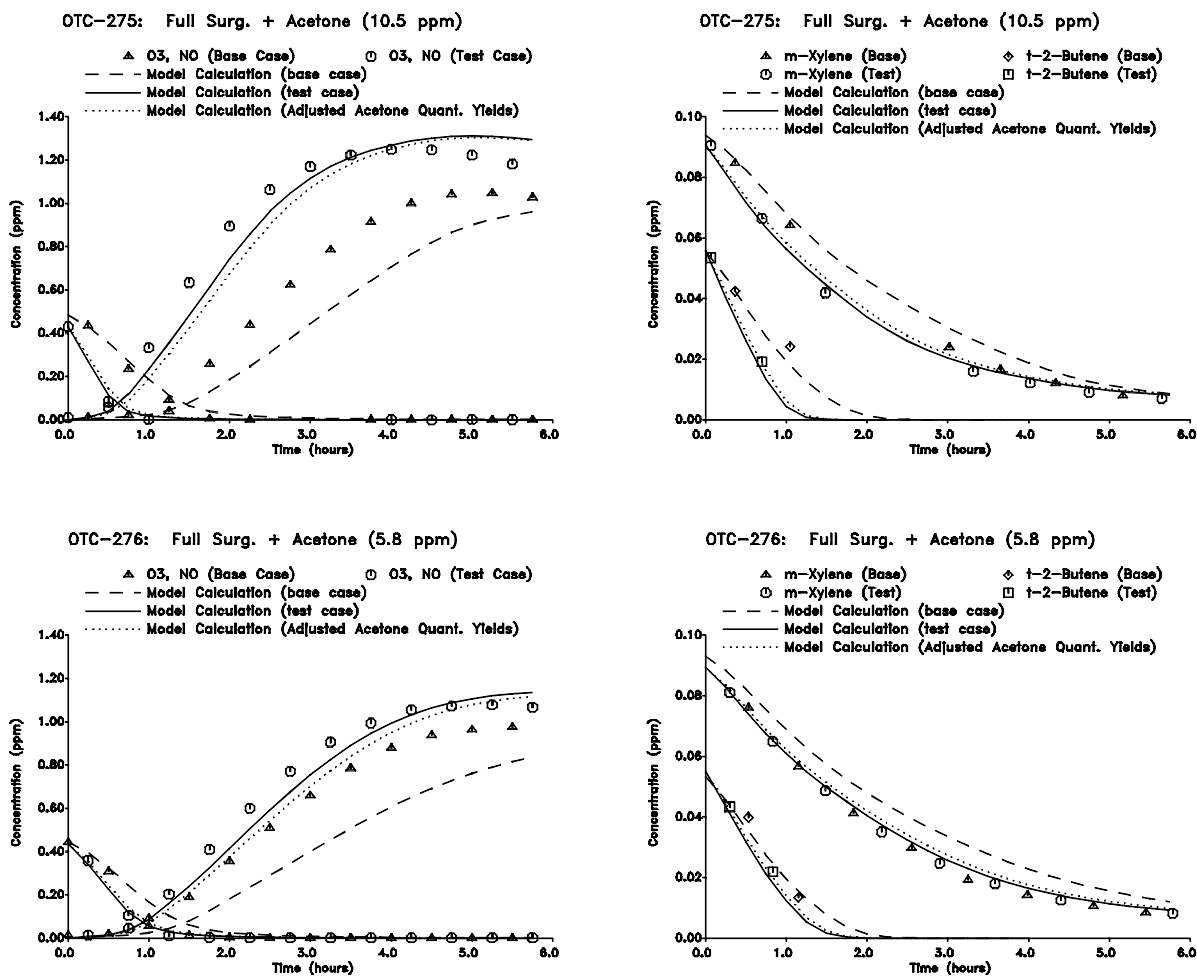 OTC-275: Full Surg. + Acetone (10.5 ppm)
O3, NO (Base Case) O3, NO (Test Case)
Model Calculation (base case)
Model Calculation (test case)
Model Calculation (Adjusted Acetone Quant. Yields)
1.40
1.20
1.00
0.80
0.60
0.40
0.20
0.00
Concentration (ppm)
0.0 1.0 2.0 3.0 4.0 5.0 6.0
Time (hours)
OTC-275: Full Surg. + Acetone (10.5 ppm)
m-Xylene (Base) t-2-Butene (Base)
m-Xylene (Test) t-2-Butene (Test)
Model Calculation (base case)
Model Calculation (test case)
Model Calculation (Adjusted Acetone Quant. Yields)
0.10
0.08
0.06
0.04
0.02
0.00
Concentration (ppm)
0.0 1.0 2.0 3.0 4.0 5.0 6.0
Time (hours)
OTC-276: Full Surg. + Acetone (5.8 ppm)
O3, NO (Base Case) O3, NO (Test Case)
Model Calculation (base case)
Model Calculation (test case)
Model Calculation (Adjusted Acetone Quant. Yields)
1.40
1.20
1.00
0.80
0.60
0.40
0.20
0.00
Concentration (ppm)
0.0 1.0 2.0 3.0 4.0 5.0 6.0
Time (hours)
OTC-276: Full Surg. + Acetone (5.8 ppm)
m-Xylene (Base) t-2-Butene (Base)
m-Xylene (Test) t-2-Butene (Test)
Model Calculation (base case)
Model Calculation (test case)
Model Calculation (Adjusted Acetone Quant. Yields)
0.10
0.08
0.06
0.04
0.02
0.00
Concentration (ppm)
0.0 1.0 2.0 3.0 4.0 5.0 6.0
Time (hours)